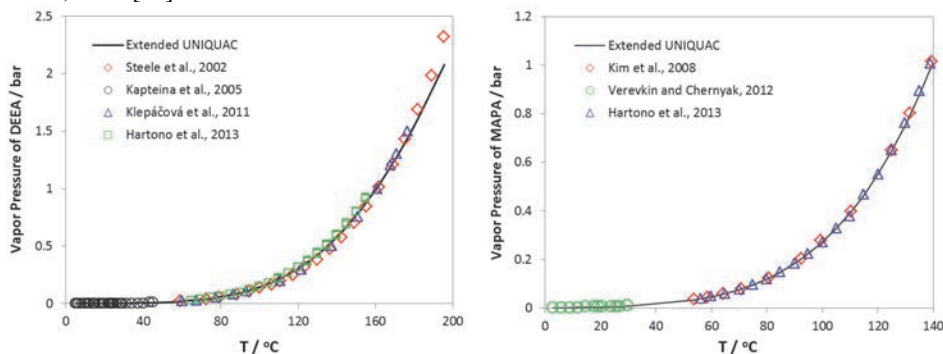 2.5
2
1.5
1
0.5
0
0
40
80
120
160
200
Vapor Pressure of DEEA / bar
T / °C
Extended UNIQUAC
Steele et al., 2002
Kapteina et al., 2005
Klepáčová et al., 2011
Hartono et al., 2013
1
0.8
0.6
0.4
0.2
0
0
20
40
60
80
100
120
140
Vapor Pressure of MAPA / bar
T / °C
Extended UNIQUAC
Kim et al., 2008
Verevkin and Chernyak, 2012
Hartono et al., 2013